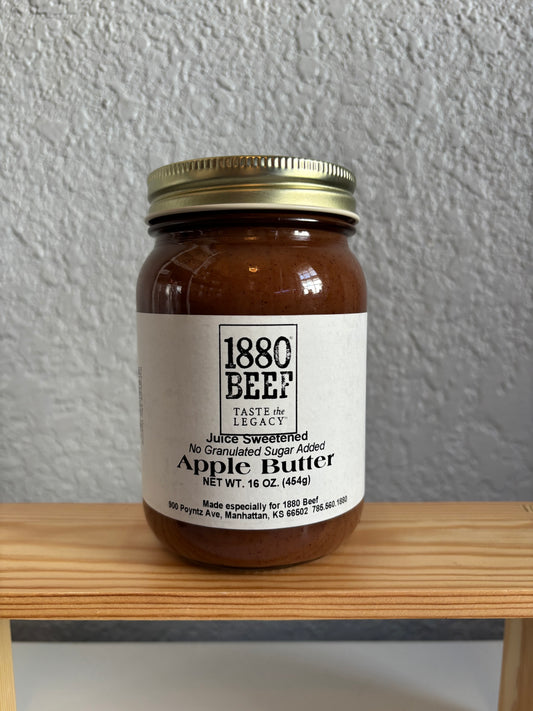 1880
BEEF
TASTE the
LEGACY™
Juice Sweetened
No Granulated Sugar Added
Apple Butter
NET WT. 16 OZ. (454g)
Made especially for 1880 Beef
900 Poyntz Ave, Manhattan, KS 66502 785.560.1880